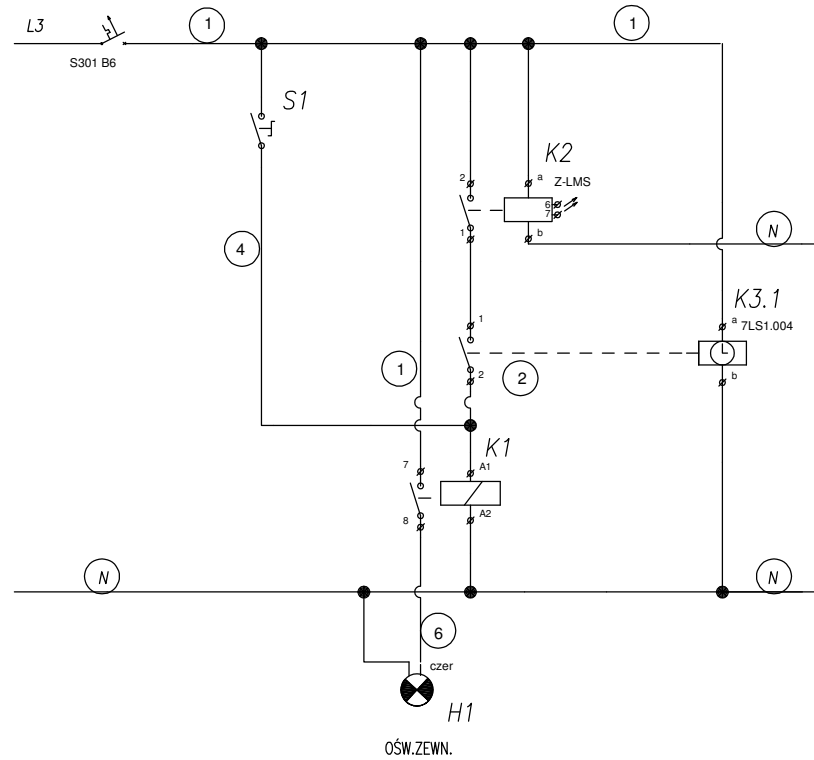 L3
1
1
S301 B6
S1
K2
2
a
Z-LMS
6
7
1
b
N
4
K3.1
1
a
7LS1.004
1
2
2
b
K1
7
A1
8
A2
N
N
6
czer
H1
OŚW.ZEWN.